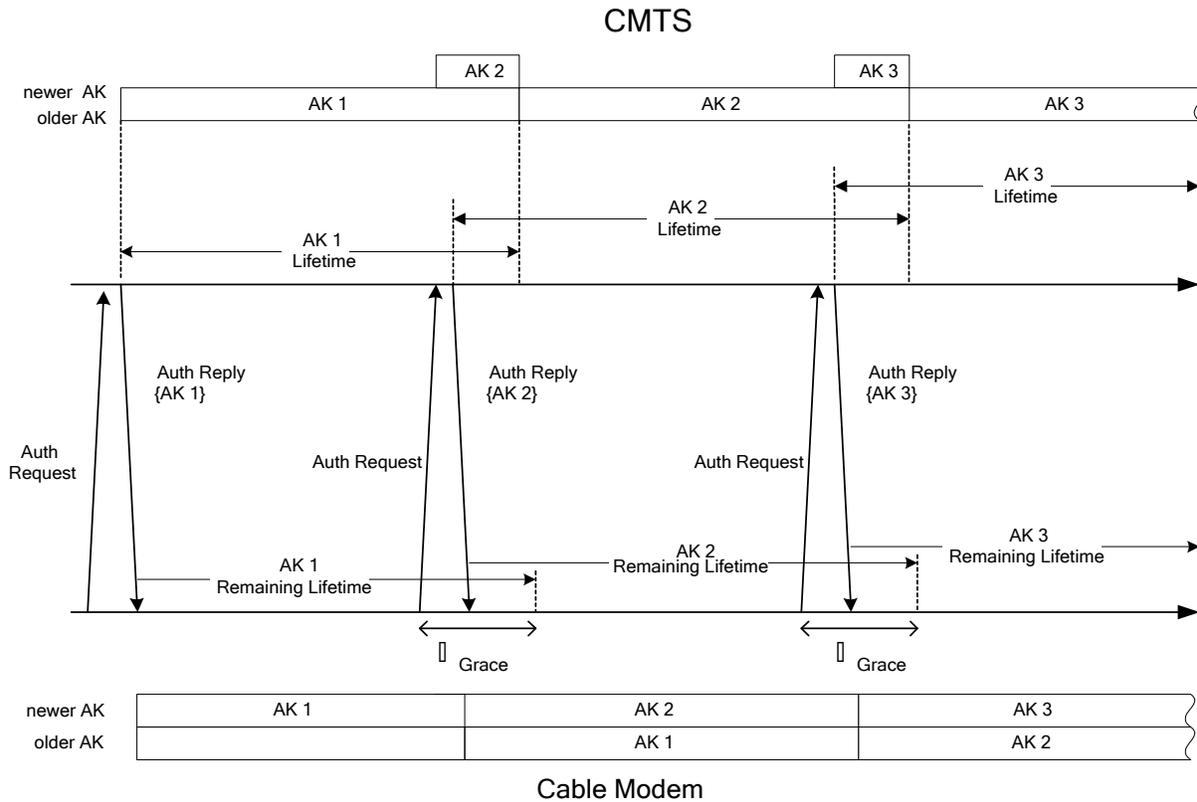 CMTS
AK 2
AK 3
newer AK
older AK
AK 1
AK 2
AK 3
AK 3
Lifetime
AK 2
Lifetime
AK 1
Lifetime
Auth Reply
{AK 1}
Auth Reply
{AK 2}
Auth Reply
{AK 3}
Auth
Request
Auth Request
Auth Request
AK 1
Remaining Lifetime
AK 2
Remaining Lifetime
AK 3
Remaining Lifetime
Grace
Grace
newer AK
AK 1
AK 2
AK 3
older AK
AK 1
AK 2
Cable Modem